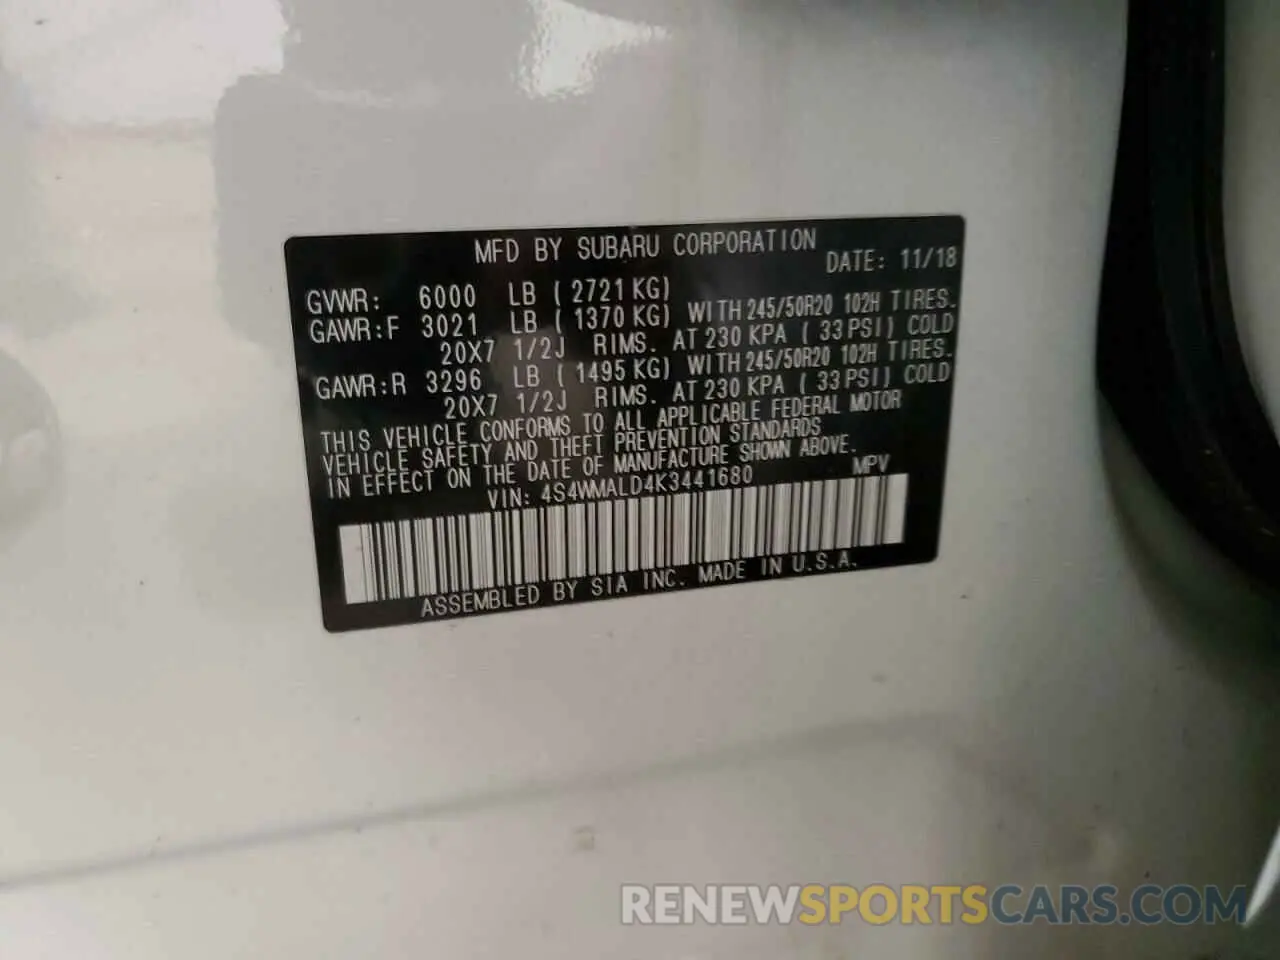 MFD BY SUBARU CORPORATION
DATE: 11/18
GVWR: 6000 LB ( 2721 KG)
GAWR:F 3021 LB ( 1370 KG) WITH 245/50R20 102H TIRES.
20X7 1/2J RIMS. AT 230 KPA ( 33 PSI) COLD
GAWR:R 3296 LB ( 1495 KG) WITH 245/50R20 102H TIRES.
20X7 1/2J RIMS. AT 230 KPA ( 33 PSI) COLD
THIS VEHICLE CONFORMS TO ALL APPLICABLE FEDERAL MOTOR
VEHICLE SAFETY AND THEFT PREVENTION STANDARDS
IN EFFECT ON THE DATE OF MANUFACTURE SHOWN ABOVE.
VIN: 4S4WMALD4K3441680 MPV
ASSEMBLED BY SIA INC. MADE IN U.S.A.
RENEWSPORTSCARS.COM